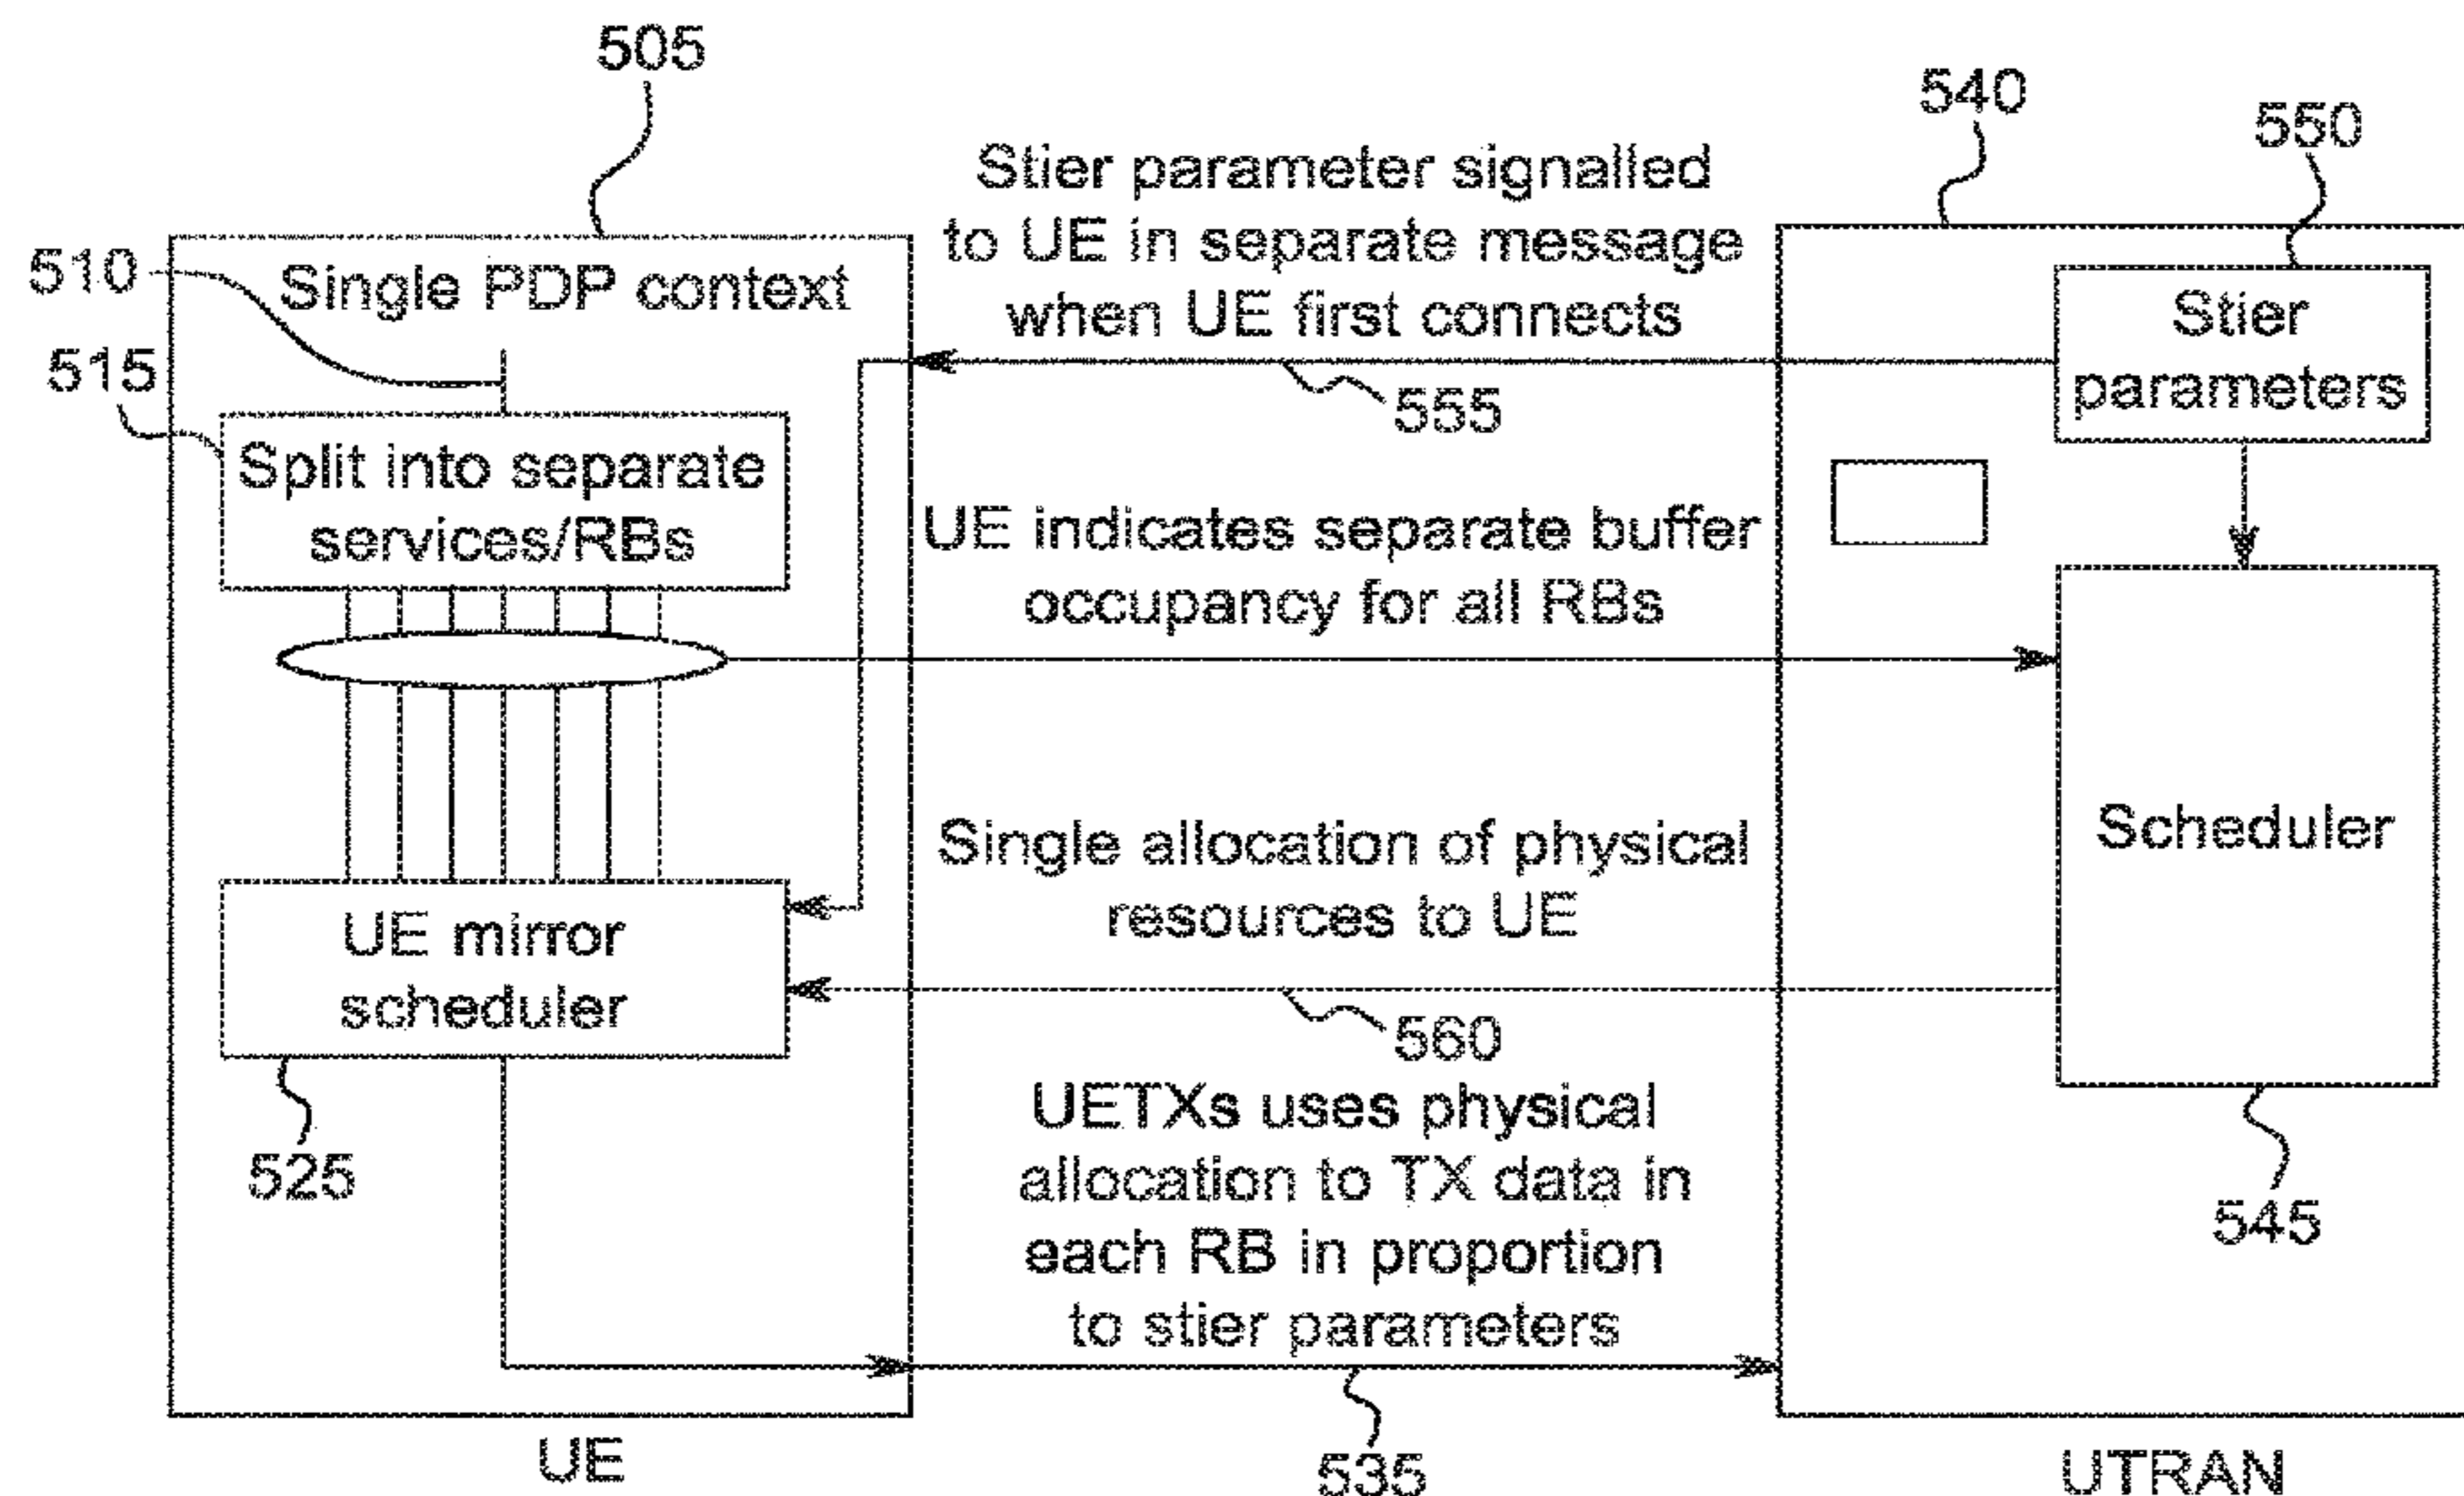 505
540
550
Stier parameter signalled
to UE in separate message
when UE first connects
510
Single PDP context
Stier
parameters
515
555
Split into separate
services/RBs
UE indicates separate buffer
occupancy for all RBs
Single allocation of physical
resources to UE
Scheduler
UE mirror
scheduler
560
UETXs uses physical
allocation to TX data in
each RB in proportion
to stier parameters
525
545
535
UE
UTRAN